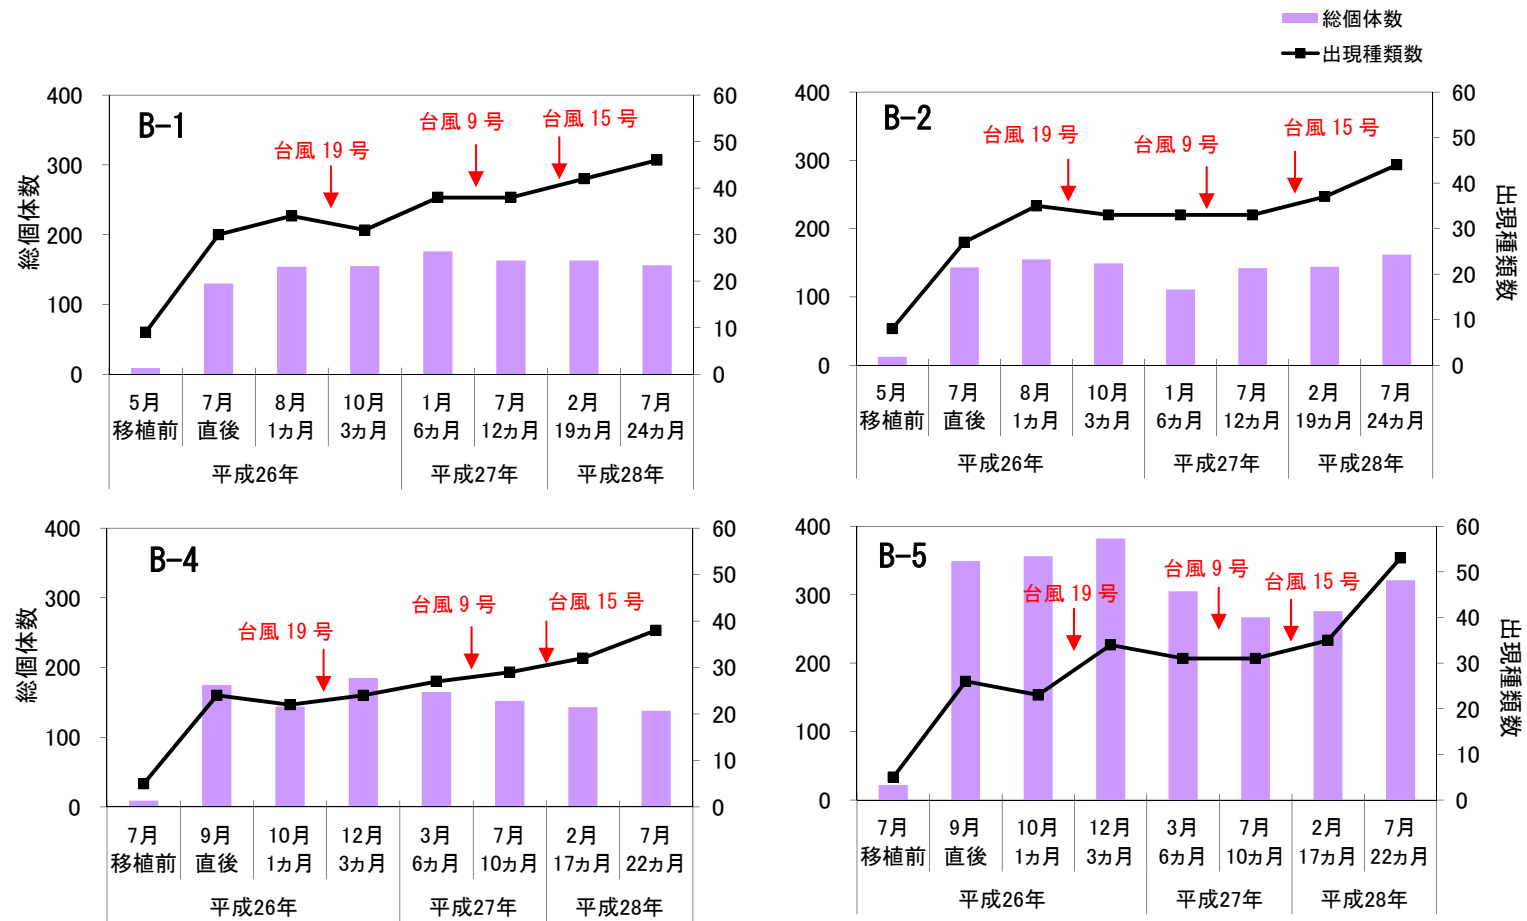 総個体数
出現種類数
B-1
400
300
200
100
0
総個体数
60
50
40
30
20
10
0
台風 19 号
台風 9 号
台風 15 号
5月 7月 8月 10月 1月 7月 2月 7月
移植前 直後 1ヵ月 3ヵ月 6ヵ月 12ヵ月 19ヵ月 24ヵ月
平成26年 平成27年 平成28年
B-2
400
300
200
100
0
60
50
40
30
20
10
0
出現種類数
台風 19 号
台風 9 号
台風 15 号
5月 7月 8月 10月 1月 7月 2月 7月
移植前 直後 1ヵ月 3ヵ月 6ヵ月 12ヵ月 19ヵ月 24ヵ月
平成26年 平成27年 平成28年
B-4
400
300
200
100
0
総個体数
60
50
40
30
20
10
0
台風 19 号
台風 9 号
台風 15 号
7月 9月 10月 12月 3月 7月 2月 7月
移植前 直後 1ヵ月 3ヵ月 6ヵ月 10ヵ月 17ヵ月 22ヵ月
平成26年 平成27年 平成28年
B-5
400
300
200
100
0
60
50
40
30
20
10
0
出現種類数
台風 19 号
台風 9 号
台風 15 号
7月 9月 10月 12月 3月 7月 2月 7月
移植前 直後 1ヵ月 3ヵ月 6ヵ月 10ヵ月 17ヵ月 22ヵ月
平成26年 平成27年 平成28年